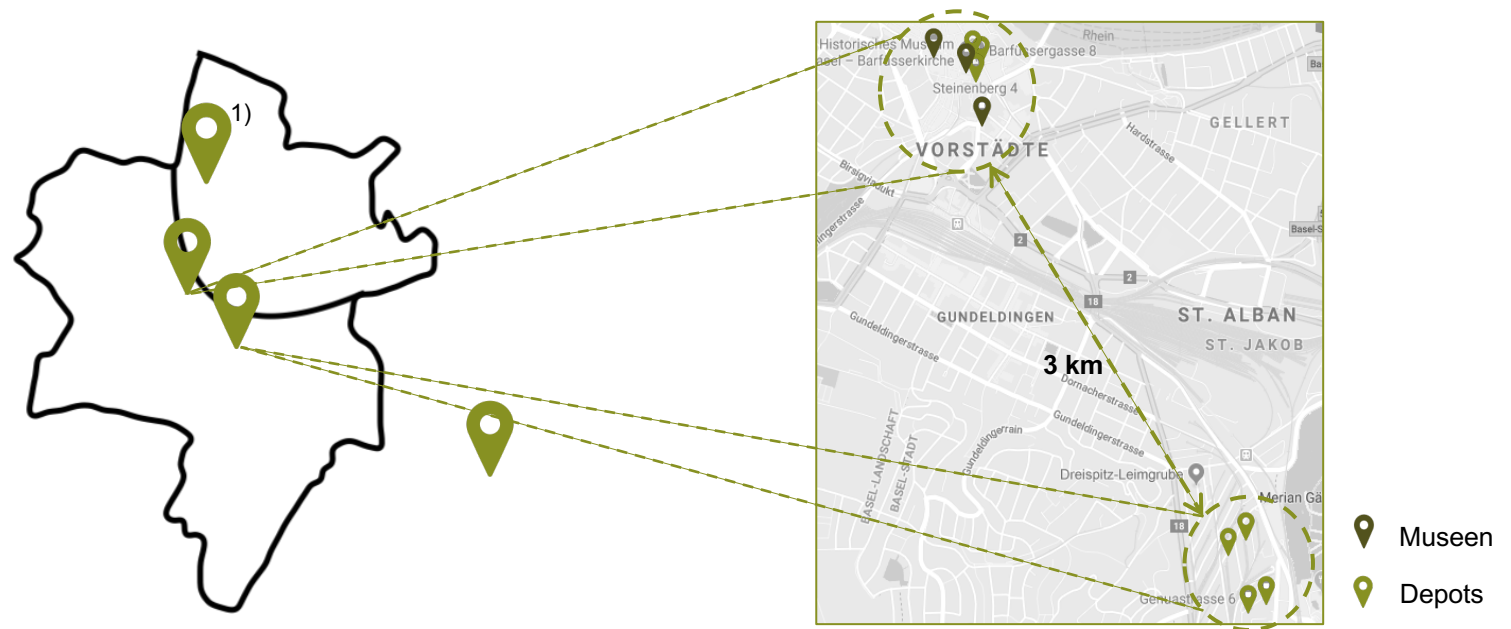 1)
Rhein
Historisches Museum
asel – Barfüsserkirche
Barfüssergasse 8
Ba
Steinenberg 4
GELLERT
Hardstrasse
VORSTÄDTE
Birsigviadukt
lingerstrasse
Basel-S
2
2
18
GUNDELDINGEN
ST. ALBAN
ST. JAKOB
Gundeldingerstrasse
3 km
Dornacherstrasse
Gundeldingerstrasse
Gundeldingerrain
BASEL-LANDSCHAFT
BASEL-STADT
Dreispitz-Leimgrube
Merian Gä
18
Genuastrasse 6
Museen
Depots